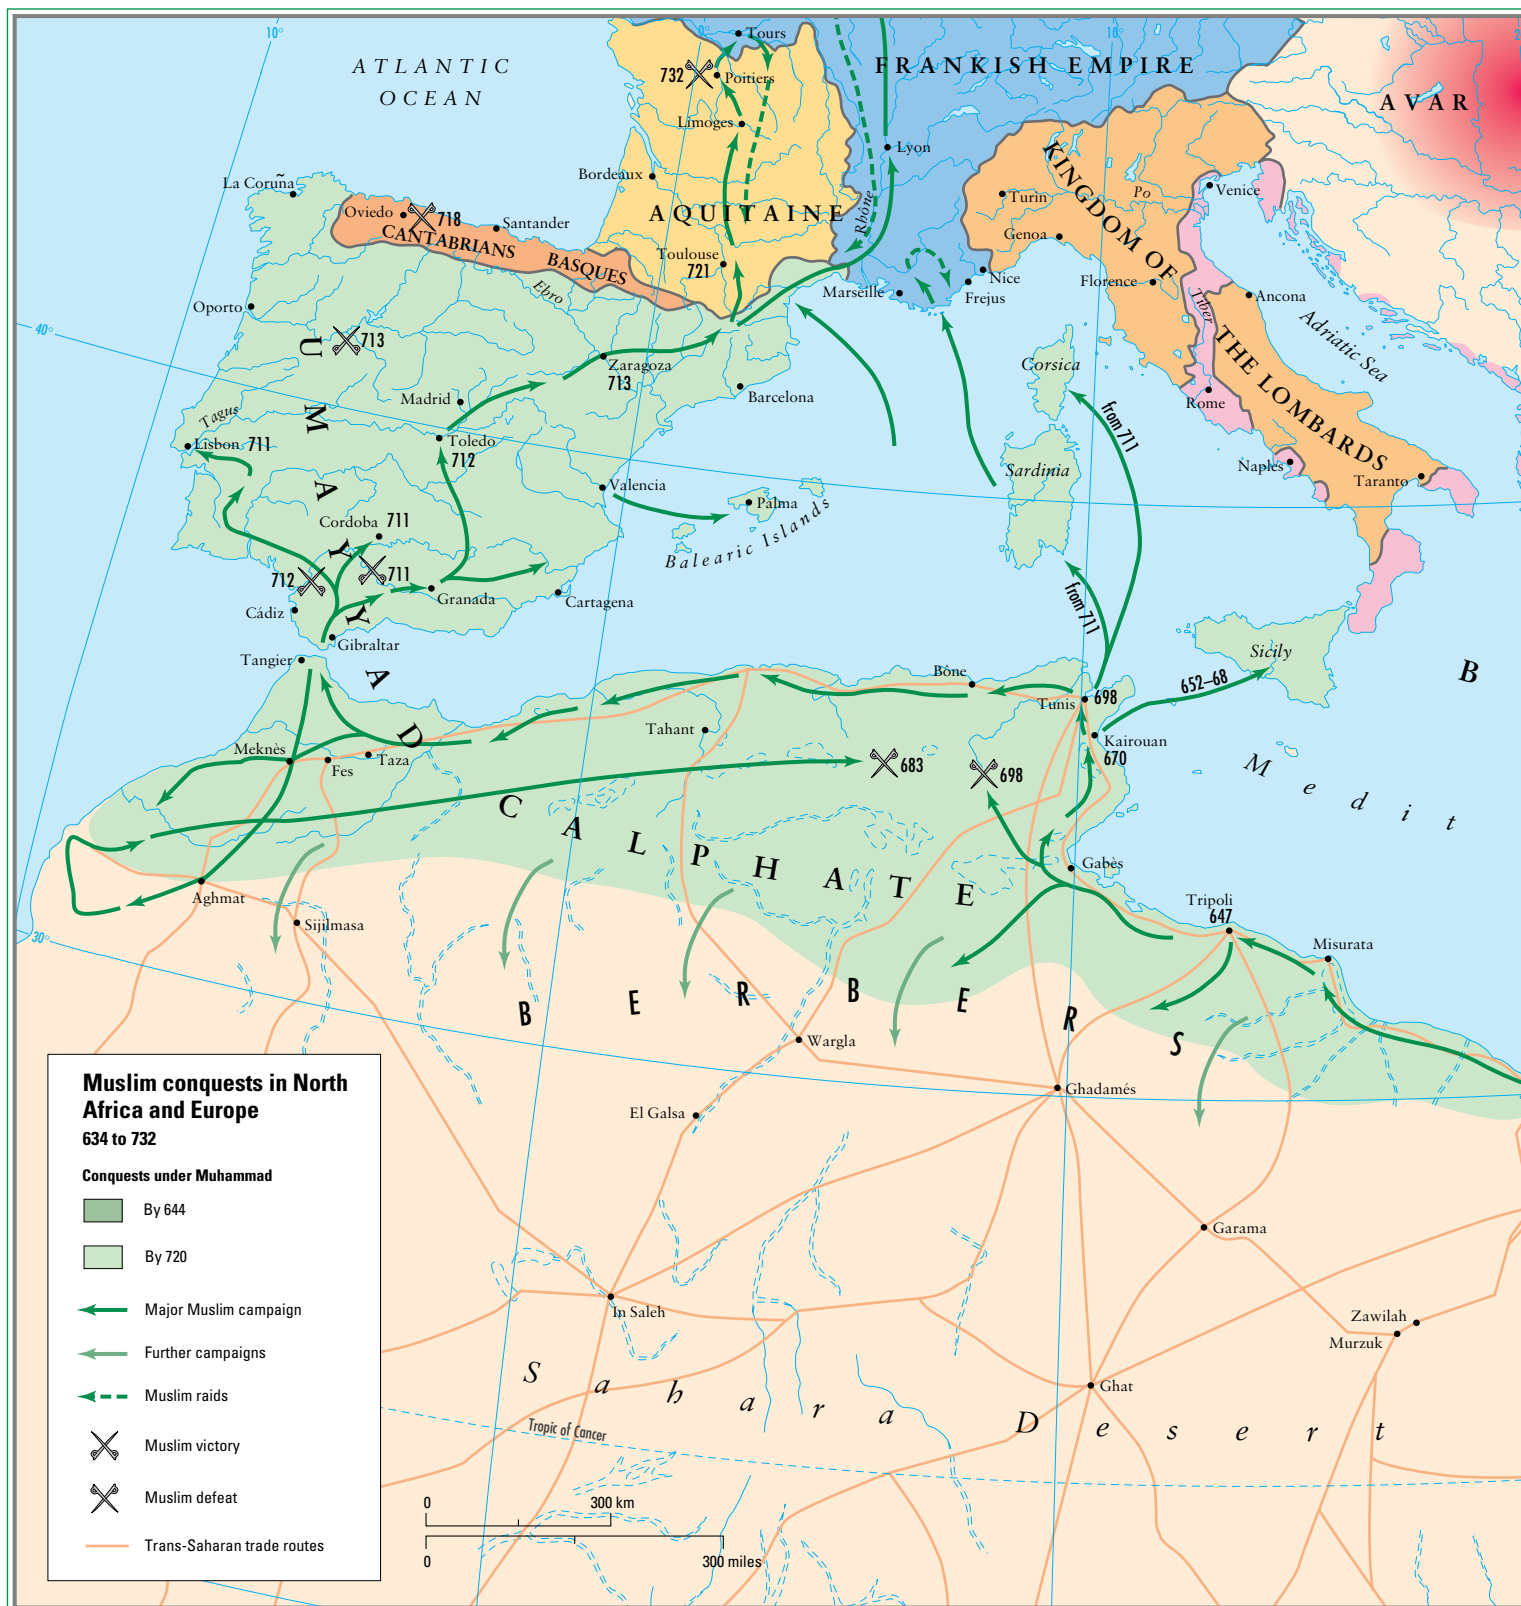 10°
0°
10°
2
ATLANTIC
OCEAN
Tours
732
Poitiers
Limoges
FRANKISH EMPIRE
AVAR
Lyon
Bordeaux
AQUITAINE
Rhône
Toulouse
721
KINGDOM OF
THE LOMBARDS
Po
Turin
Genoa
Venice
Nice
Frejus
Marseille
Florence
Tiber
Ancona
Adriatic Sea
Rome
Naples
Taranto
La Coruña
Oviedo
718
Santander
CANTABRIANS
BASQUES
Ebro
Oporto
40°
713
Zaragoza
713
Barcelona
Madrid
Tagus
Toledo
712
Lisbon 711
Valencia
Palma
Balearic Islands
Corsica
Sardinia
from 711
from 711
Cordoba 711
711
712
Granada
Cartagena
Cádiz
Gibraltar
Tangier
UMAYYAD
CALPHATE
Sicily
652–68
B
Bône
Tunis
698
Kairouan
670
Tahant
Meknès
Fes
Taza
683
698
Medit
Gabès
Tripoli
647
Misurata
Aghmat
Sijilmasa
30°
BERBERS
Wargla
Ghadamés
El Galsa
Garama
In Saleh
Zawilah
Murzuk
Ghat
Sahara Desert
Tropic of Cancer
Muslim conquests in North
Africa and Europe
634 to 732
Conquests under Muhammad
By 644
By 720
Major Muslim campaign
Further campaigns
Muslim raids
Muslim victory
Muslim defeat
Trans-Saharan trade routes
0
300 km
0
300 miles